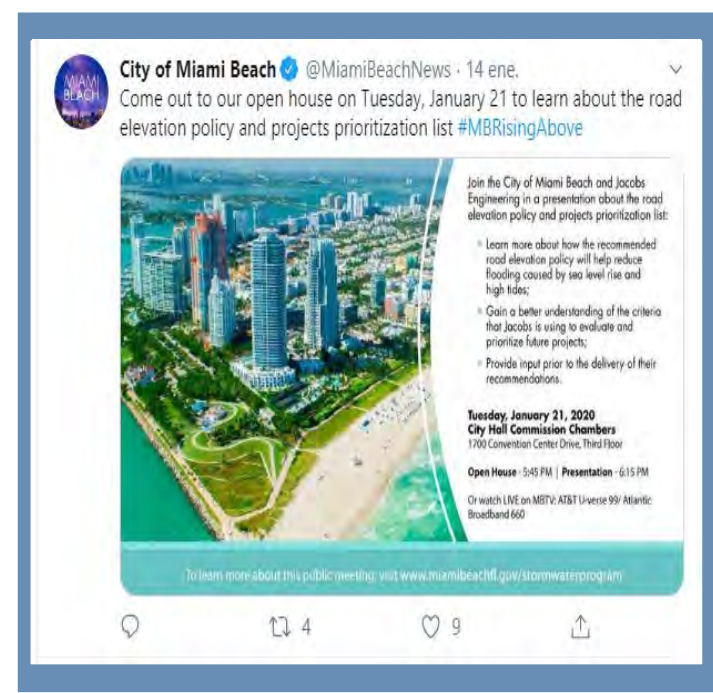 MIAMI
BEACH
City of Miami Beach @MiamiBeachNews · 14 ene.
Come out to our open house on Tuesday, January 21 to learn about the road
elevation policy and projects prioritization list #MBRisingAbove
Join the City of Miami Beach and Jacobs
Engineering in a presentation about the road
elevation policy and projects prioritization list:
Learn more about how the recommended
road elevation policy will help reduce
flooding caused by sea level rise and
high tides;
Gain a better understanding of the criteria
that Jacobs is using to evaluate and
prioritize future projects;
Provide input prior to the delivery of their
recommendations.
Tuesday, January 21, 2020
City Hall Commission Chambers
1700 Convention Center Drive, Third Floor
Open House - 5:45 PM | Presentation - 6:15 PM
Or watch LIVE on MBTV: AT&T U-verse 99/ Atlantic
Broadband 660
To learn more about this public meeting, visit www.miamibeachfl.gov/stormwaterprogram
4 9